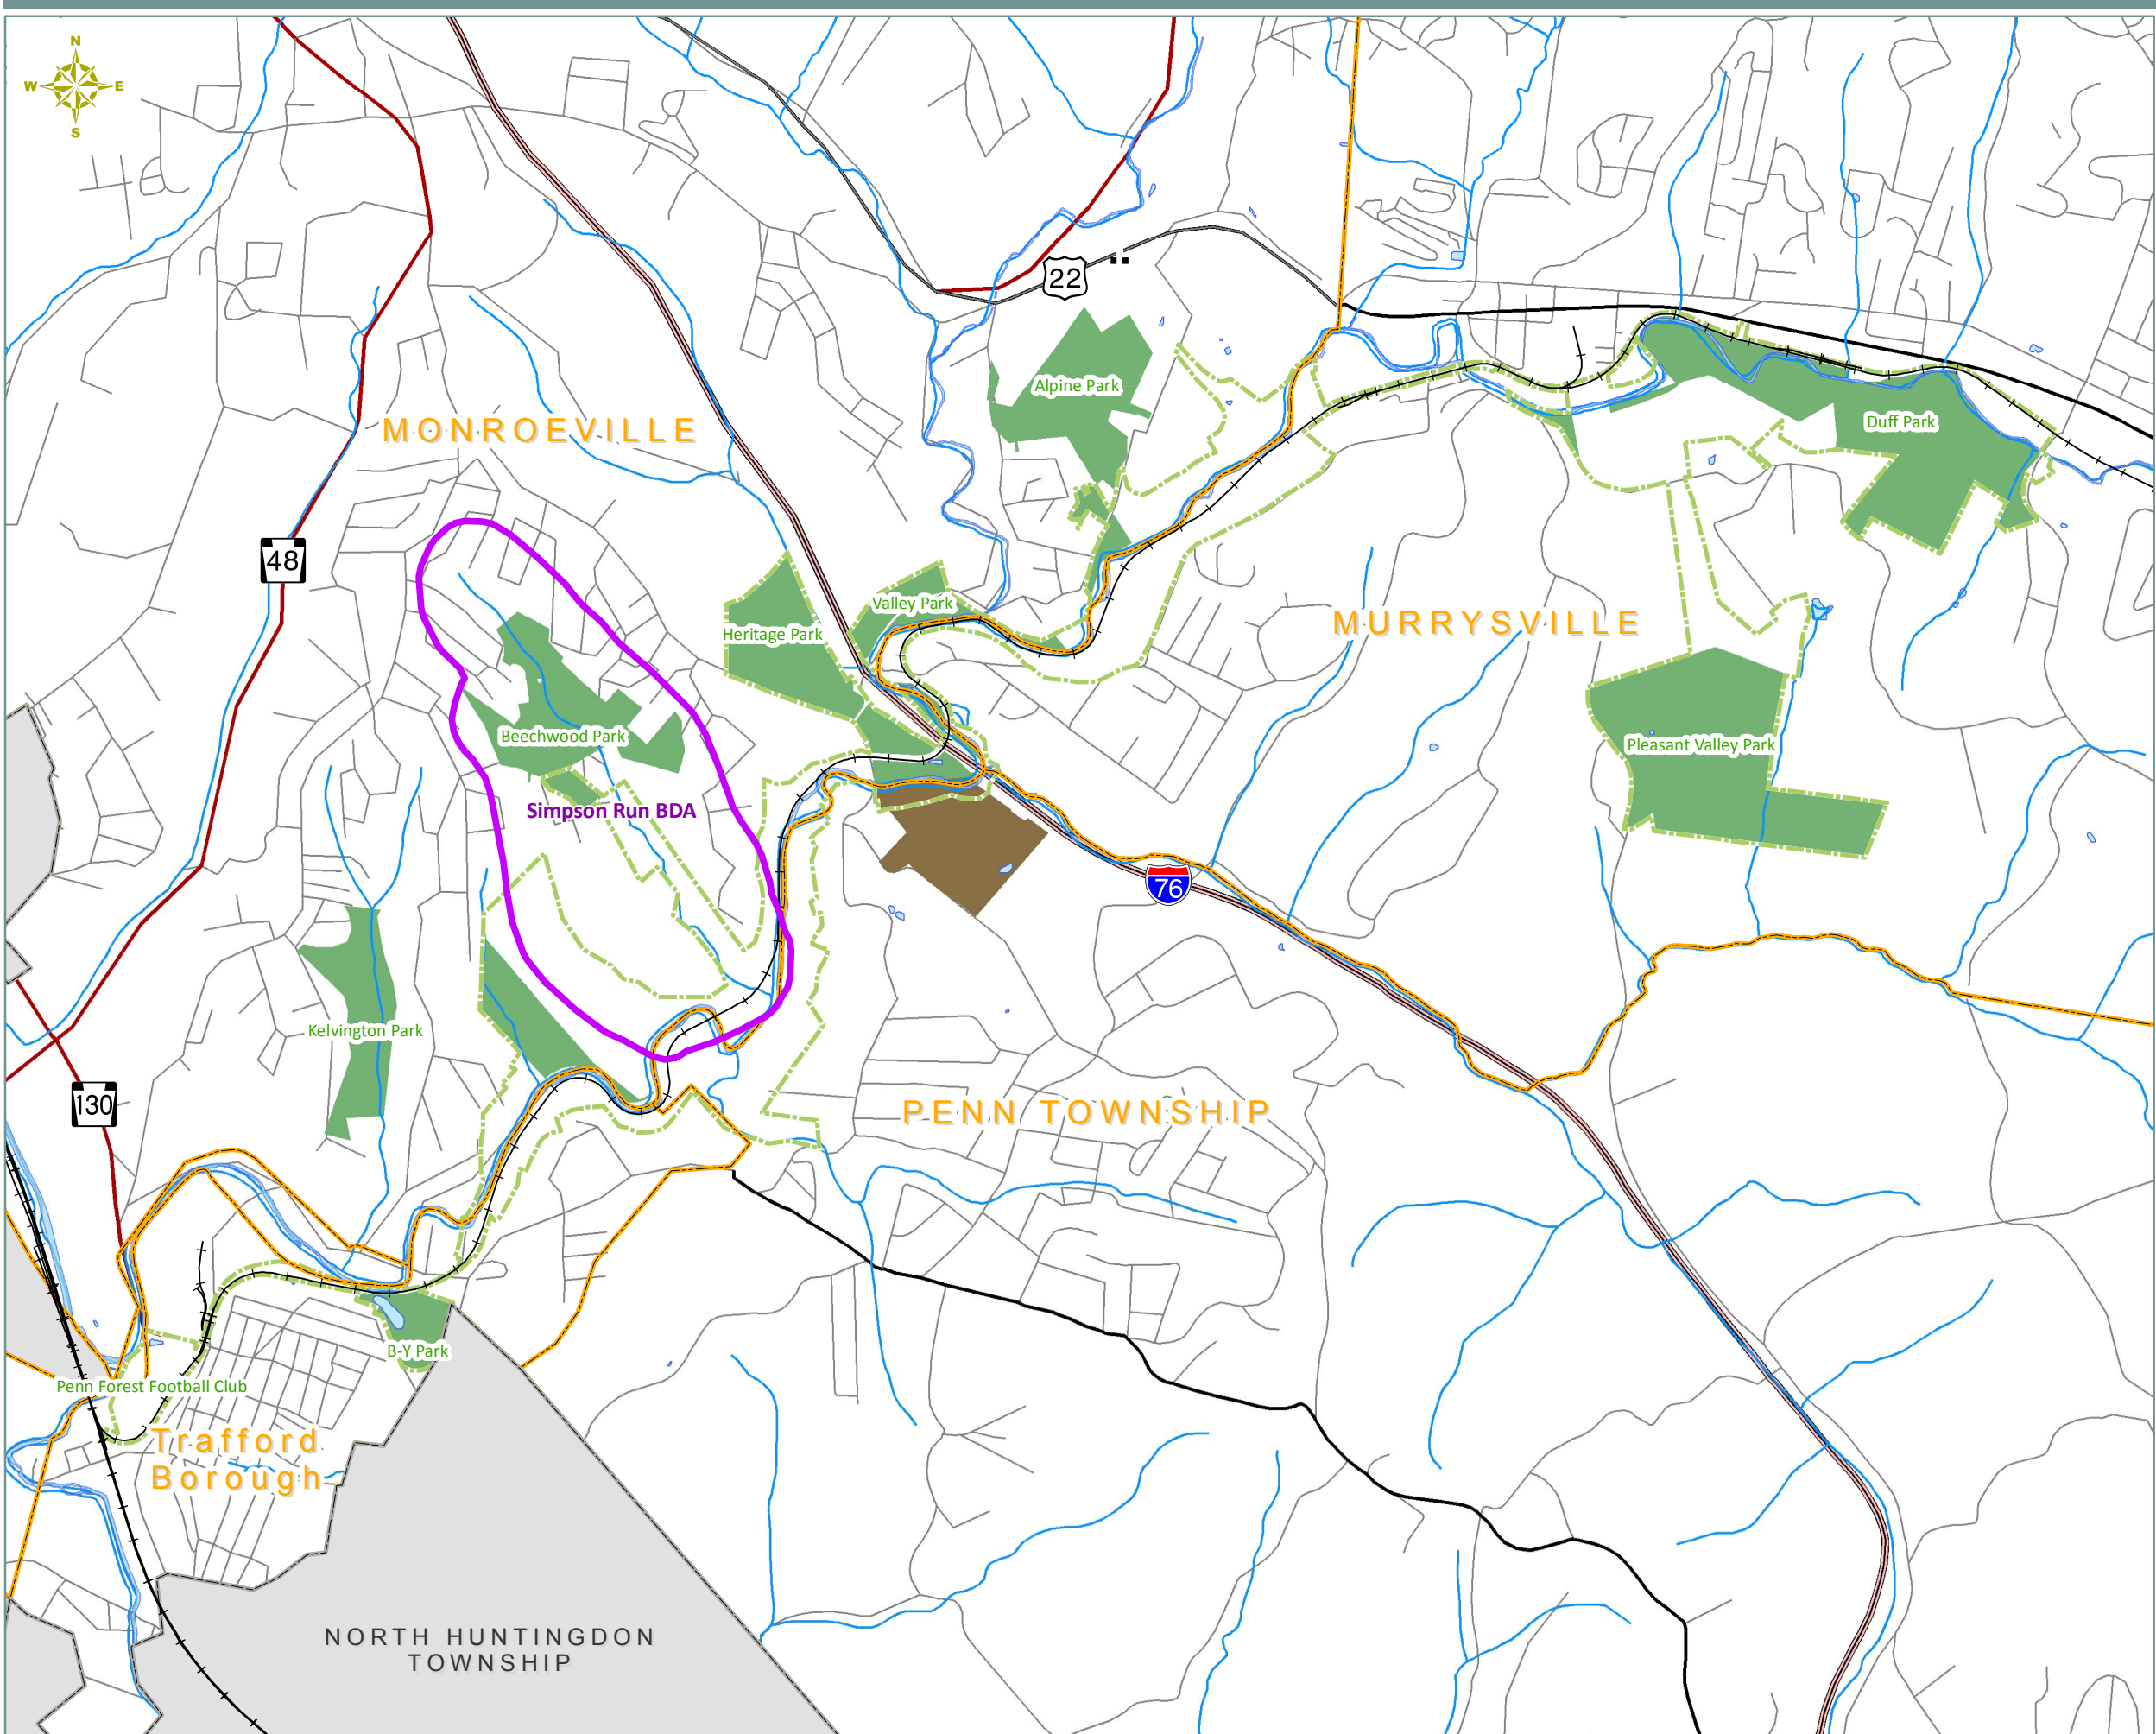 N
W E
S
22
Alpine Park
Duff Park
MONROEVILLE
48
Valley Park
Heritage Park
MURRYSVILLE
Beechwood Park
Pleasant Valley Park
Simpson Run BDA
76
Kelvington Park
130
PENN TOWNSHIP
B-Y Park
Penn Forest Football Club
Trafford
Borough
NORTH HUNTINGDON
TOWNSHIP